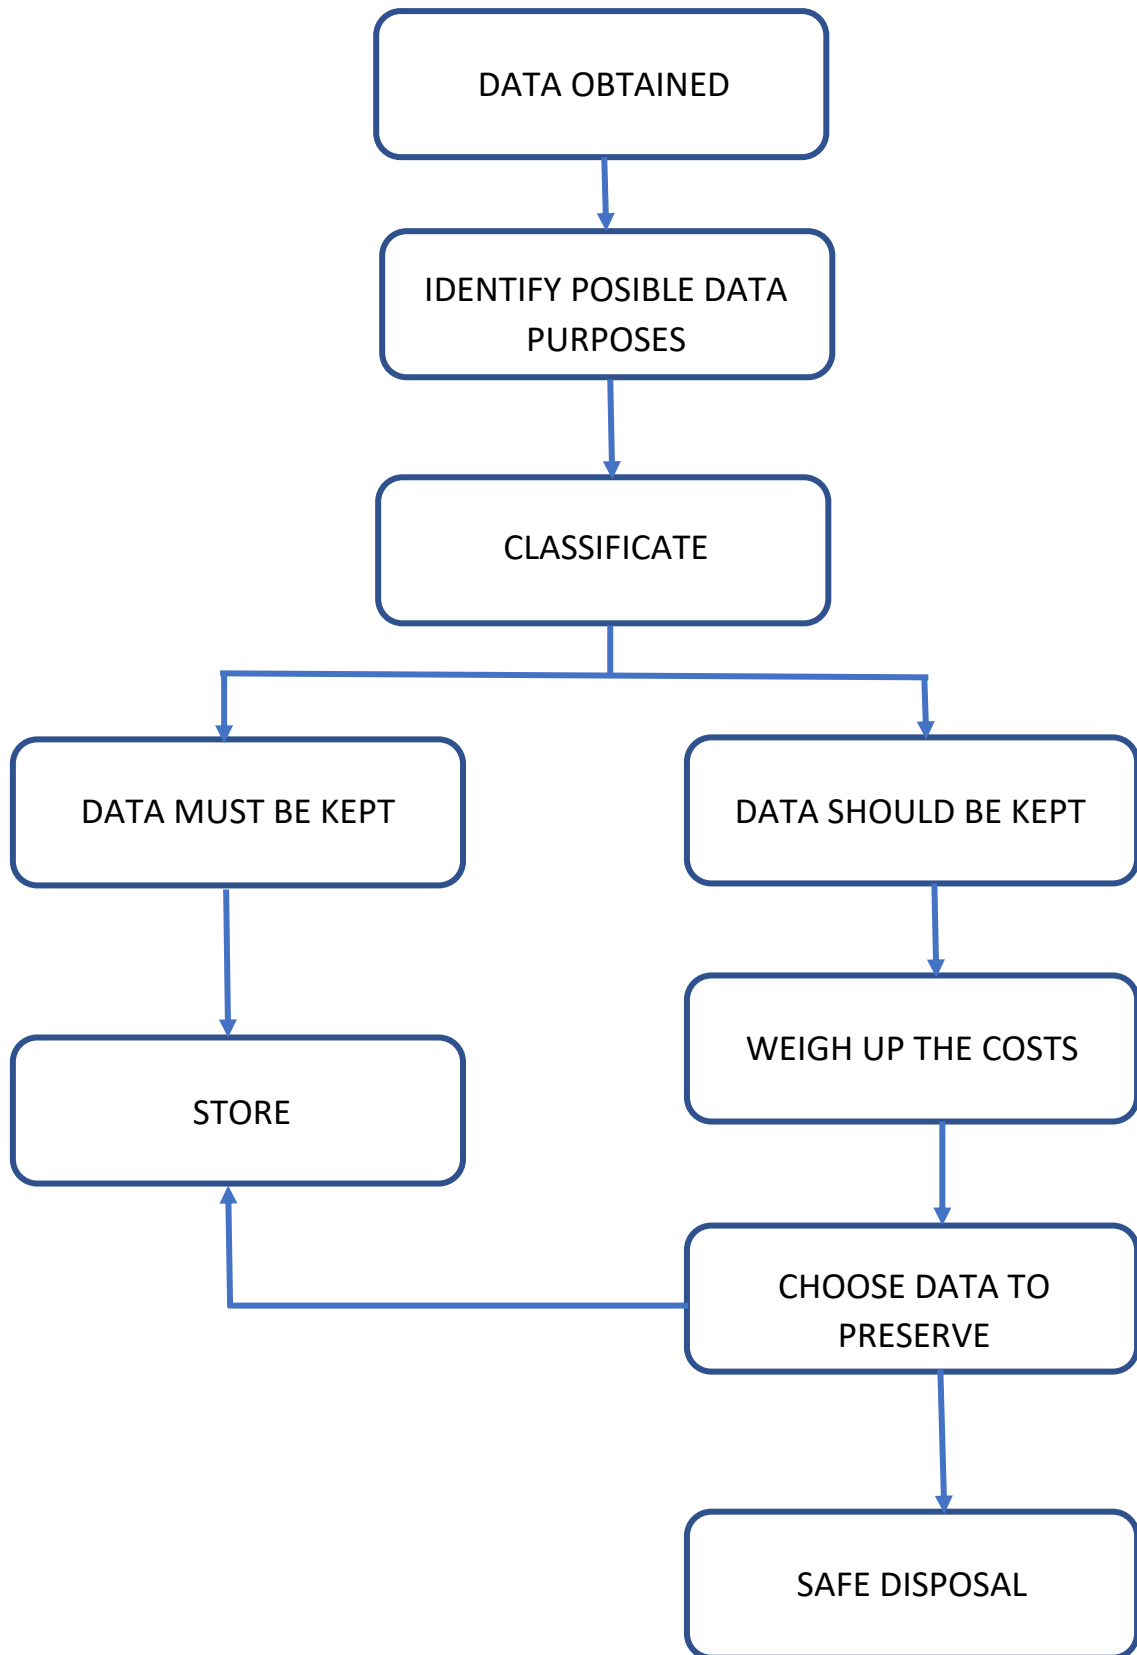 DATA OBTAINED
IDENTIFY POSIBLE DATA
PURPOSES
CLASSIFICATE
DATA MUST BE KEPT
DATA SHOULD BE KEPT
STORE
WEIGH UP THE COSTS
CHOOSE DATA TO
PRESERVE
SAFE DISPOSAL